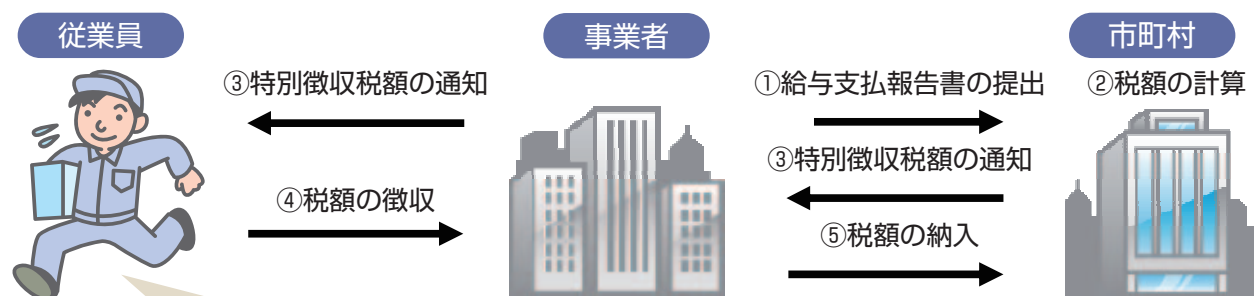 従業員
事業者
市町村
③特別徴収税額の通知
①給与支払報告書の提出
②税額の計算
③特別徴収税額の通知
④税額の徴収
⑤税額の納入